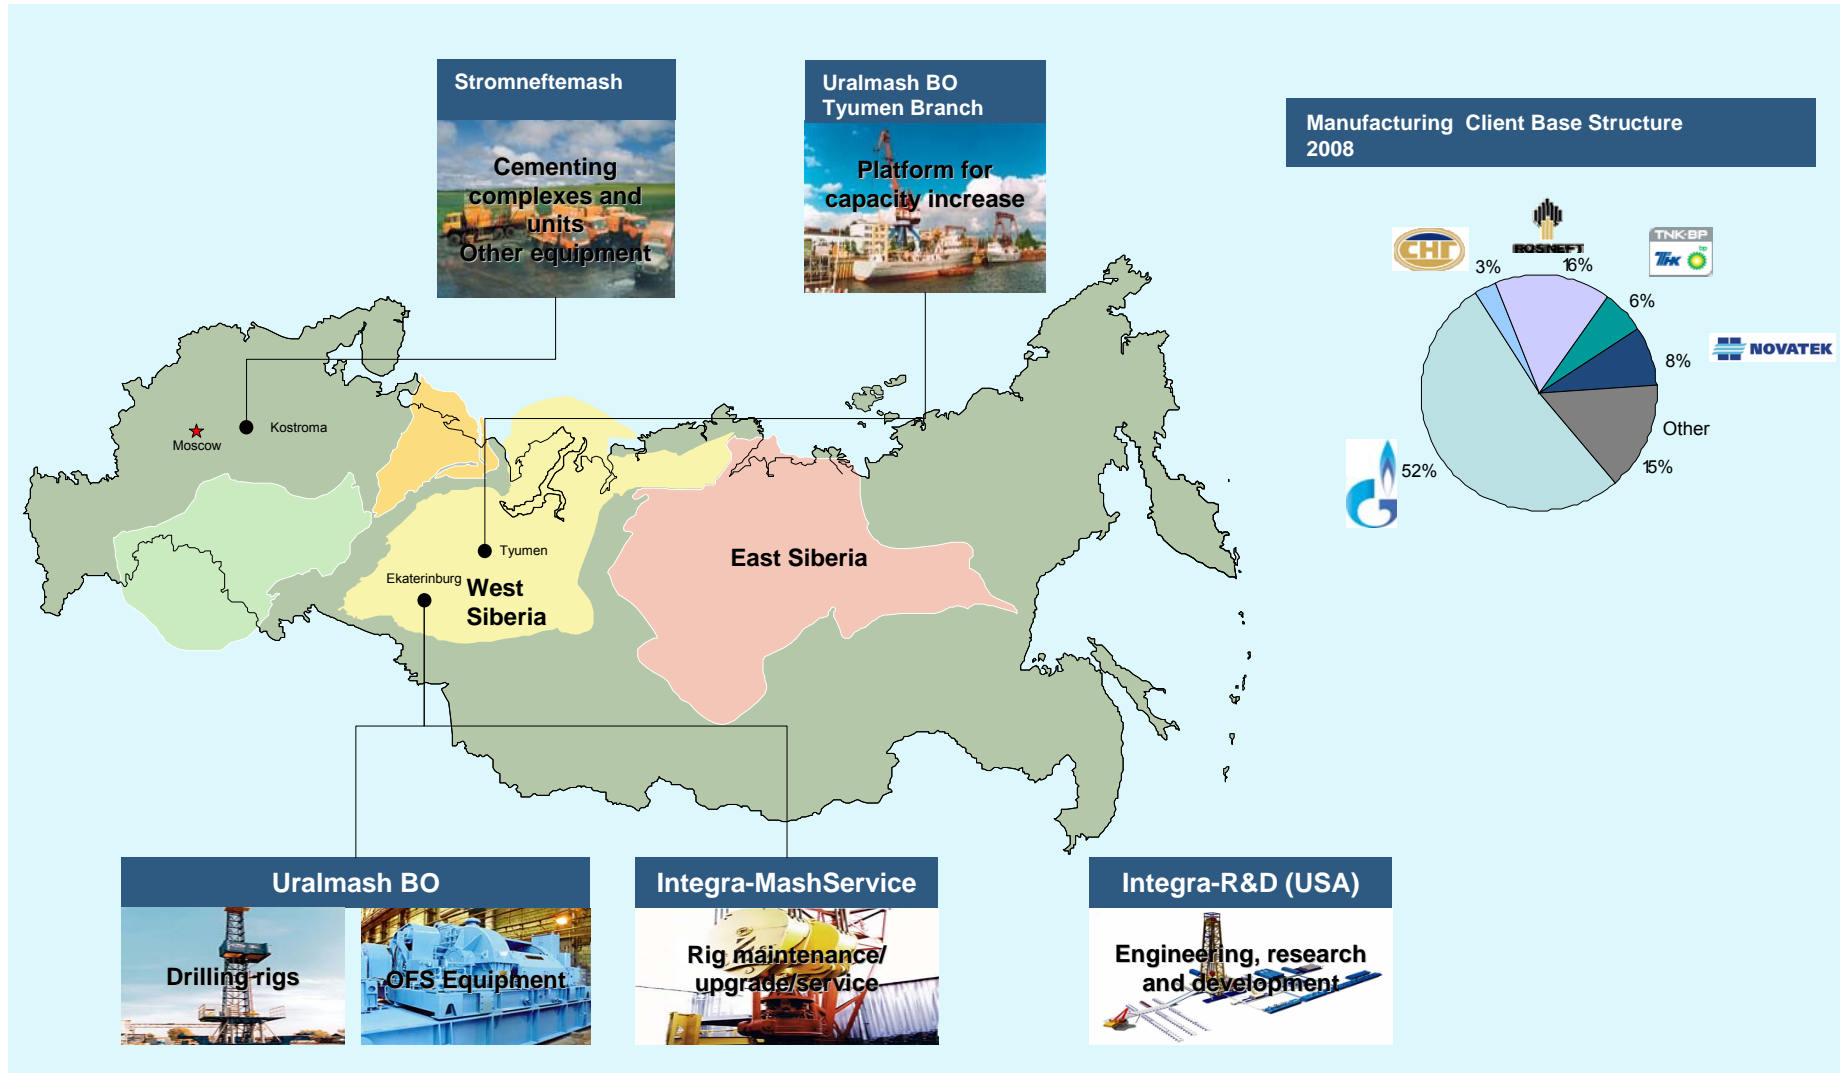 Stromneftemash
Cementing
complexes and
units
Other equipment
Uralmash BO
Tyumen Branch
Platform for
capacity increase
Manufacturing Client Base Structure
2008
СНГ
ROSNEFT
TNK-BP
ТНК
bp
NOVATEK
3%
16%
6%
8%
Other
15%
52%
Moscow
Kostroma
Tyumen
Ekaterinburg
West
Siberia
East Siberia
Uralmash BO
Drilling rigs
OFS Equipment
Integra-MashService
Rig maintenance/
upgrade/service
Integra-R&D (USA)
Engineering, research
and development